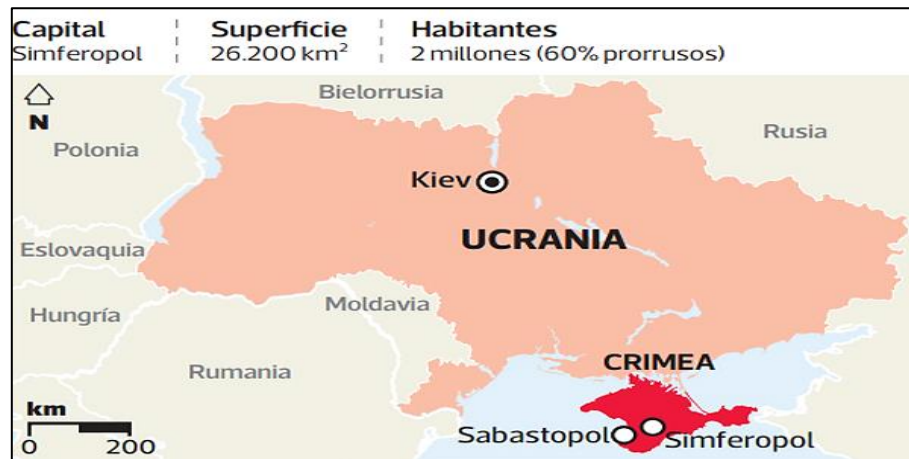 Capital
Simferopol
Superficie
26.200 km²
Habitantes
2 millones (60% prorrusos)
N
Bielorrusia
Rusia
Polonia
Kiev
UCRANIA
Eslovaquia
Hungría
Moldavia
Rumania
CRIMEA
km
0 200
Sabastopol
Simferopol